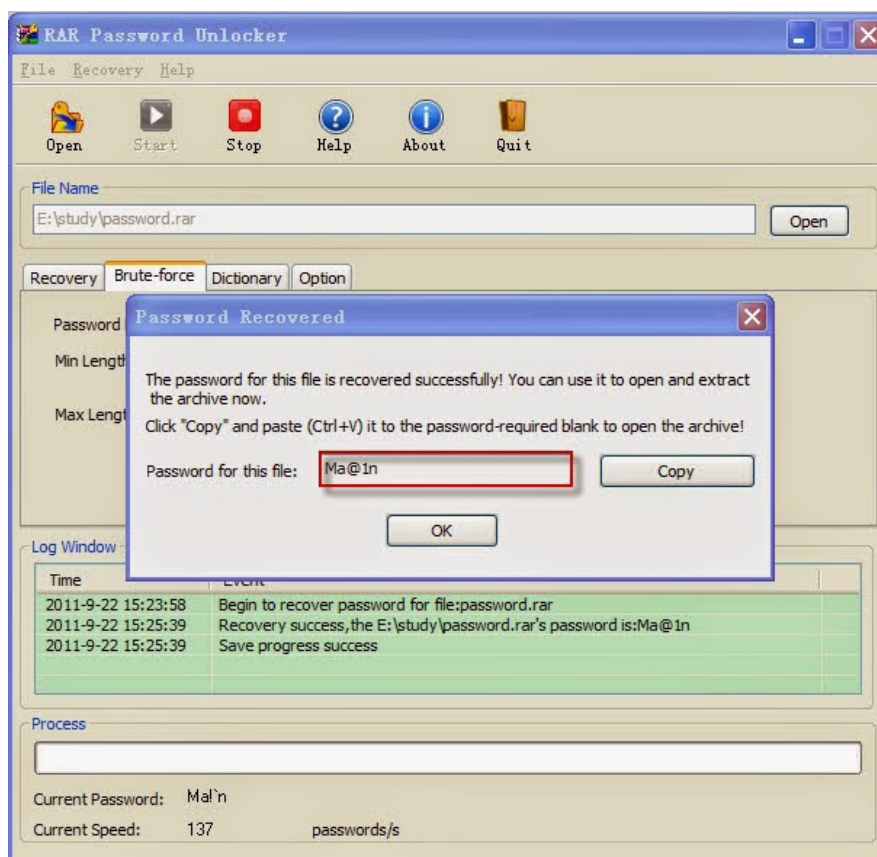 RAR Password Unlocker
File Recovery Help
Open Start Stop Help About Quit
File Name
E:\study\password.rar Open
Recovery Brute-force Dictionary Option
Password
Password Recovered
Min Length
Max Lengt
The password for this file is recovered successfully! You can use it to open and extract
the archive now.
Click "Copy" and paste (Ctrl+V) it to the password-required blank to open the archive!
Password for this file: Ma@1n Copy
OK
Log Window
Time Event
2011-9-22 15:23:58 Begin to recover password for file:password.rar
2011-9-22 15:25:39 Recovery success,the E:\study\password.rar's password is:Ma@1n
2011-9-22 15:25:39 Save progress success
Process
Current Password: Ma!`n
Current Speed: 137 passwords/s